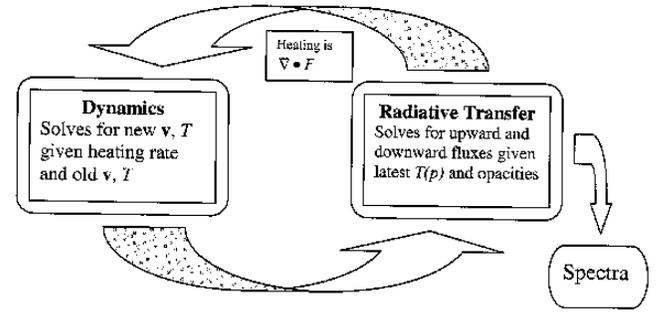 Heating is
∇ • F
Dynamics
Solves for new v, T
given heating rate
and old v, T
Radiative Transfer
Solves for upward and
downward fluxes given
latest T(p) and opacities
Spectra